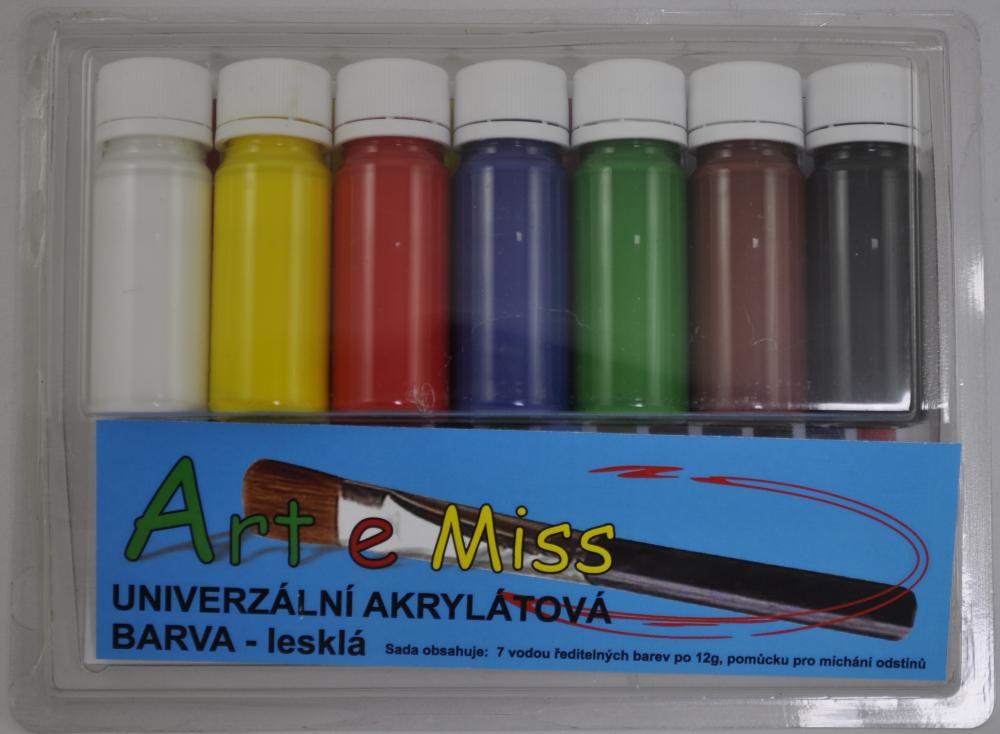 Art e Miss
UNIVERZÁLNÍ AKRYLÁTOVÁ
BARVA - lesklá
Sada obsahuje: 7 vodou ředitelných barev po 12g, pomůcku pro míchání odstínů